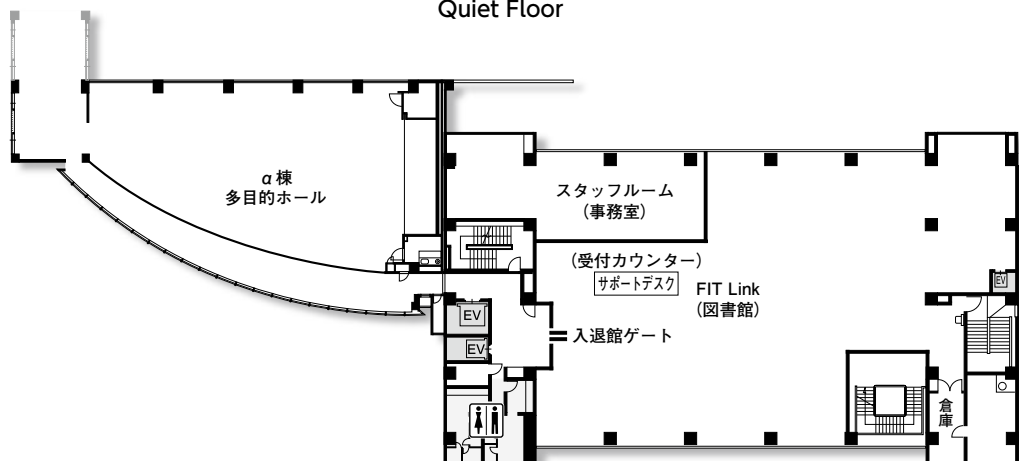 Quiet Floor
α棟
多目的ホール
スタッフルーム
(事務室)
(受付カウンター)
サポートデスク
FIT Link
(図書館)
EV
入退館ゲート
EV
EV
倉庫